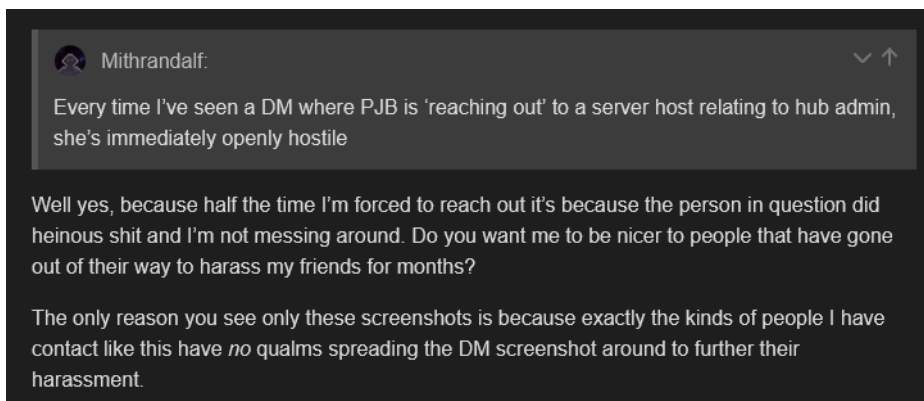 Mithrandalf:
Every time I've seen a DM where PJB is ‘reaching out’ to a server host relating to hub admin,
she's immediately openly hostile
Well yes, because half the time I'm forced to reach out it's because the person in question did
heinous shit and I'm not messing around. Do you want me to be nicer to people that have gone
out of their way to harass my friends for months?
The only reason you see only these screenshots is because exactly the kinds of people I have
contact like this have no qualms spreading the DM screenshot around to further their
harassment.